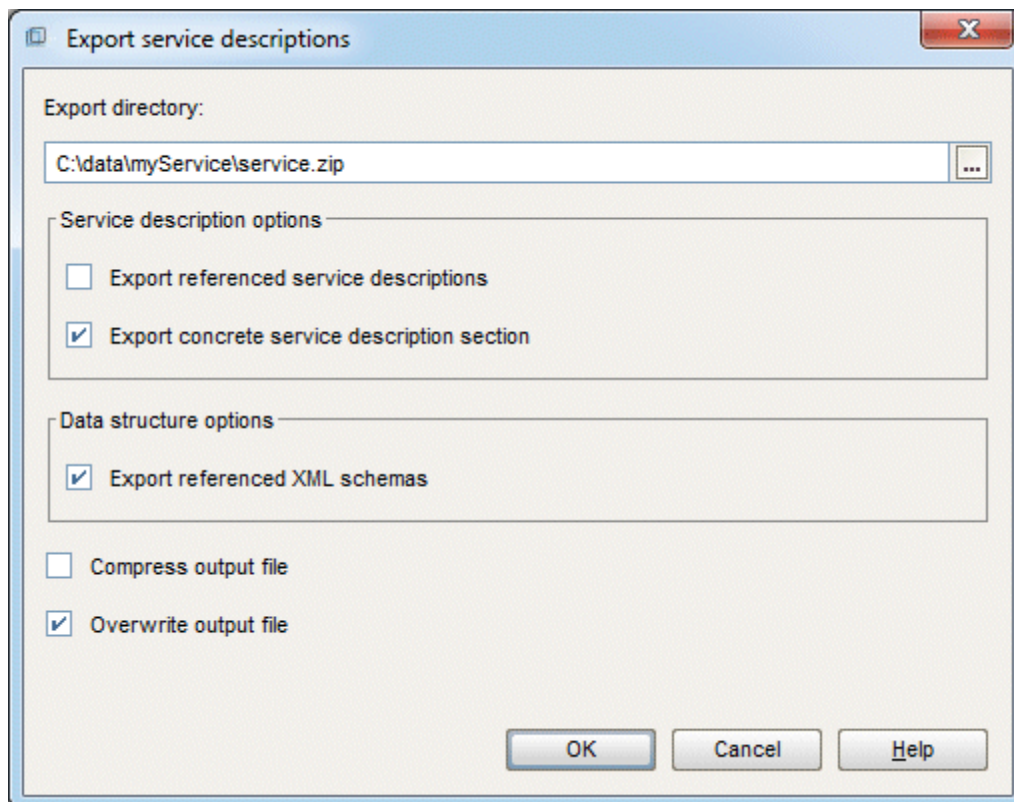 Export service descriptions
Export directory:
C:\data\myService\service.zip
...
Service description options
Export referenced service descriptions
Export concrete service description section
Data structure options
Export referenced XML schemas
Compress output file
Overwrite output file
OK Cancel Help